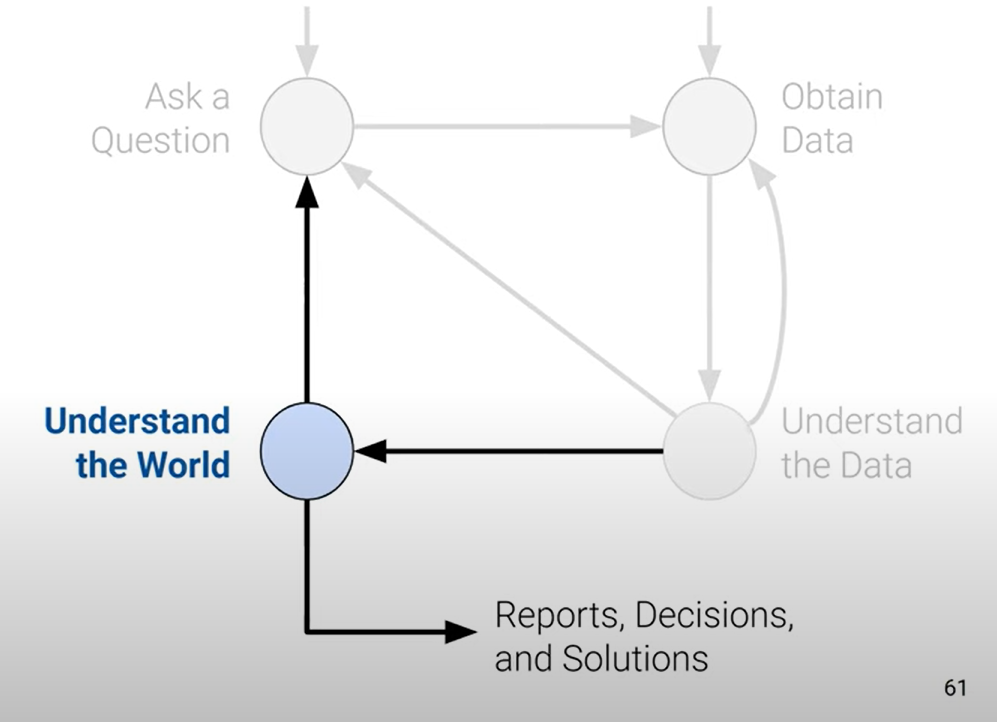 Ask a
Question
Obtain
Data
Understand
the World
Understand
the Data
Reports, Decisions,
and Solutions
61